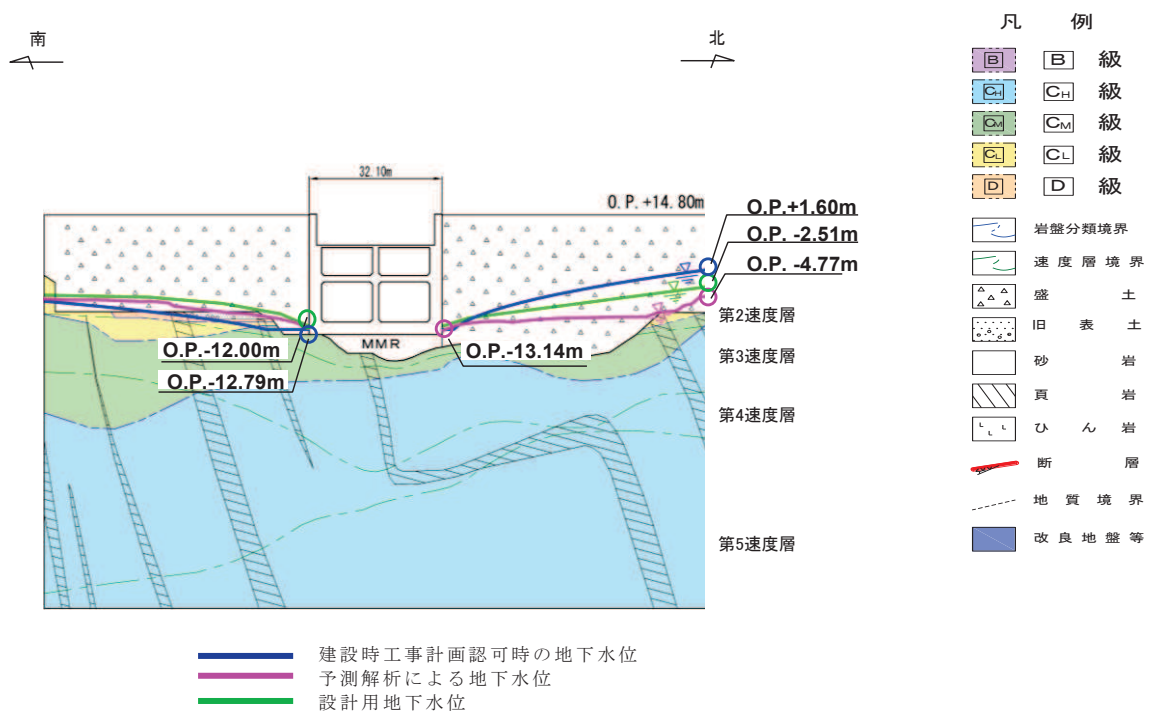 南
北
凡 例
B B 級
CH CH 級
CM CM 級
CL CL 級
D D 級
岩盤分類境界
速度層境界
盛土
旧表土
砂岩
頁岩
ひん岩
断層
地質境界
改良地盤等
32.10m
O.P.+14.80m
O.P.+1.60m
O.P. -2.51m
O.P. -4.77m
第2速度層
第3速度層
第4速度層
第5速度層
MMR
O.P.-12.00m
O.P.-12.79m
O.P.-13.14m
建設時工事計画認可時の地下水位
予測解析による地下水位
設計用地下水位